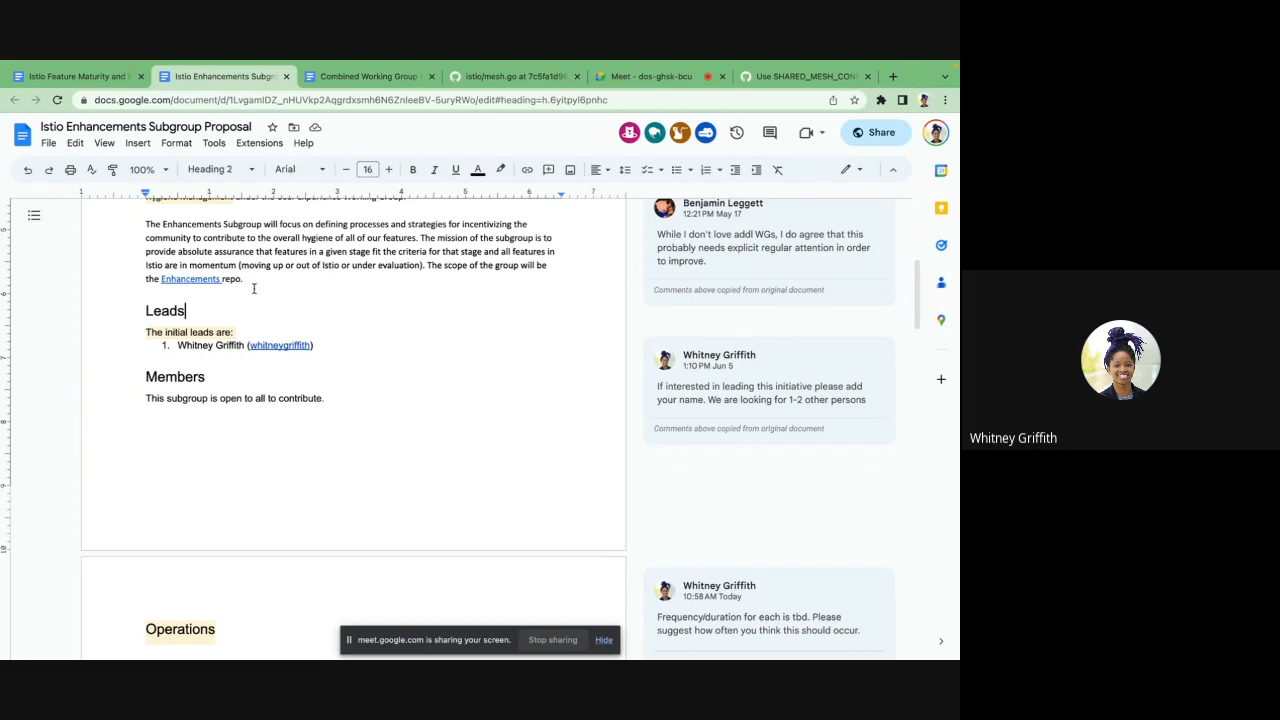 Istio Feature Maturity and
Istio Enhancements Subgr
Combined Working Group
istio/mesh.go at 7c5fa1d96
Meet - dos-ghsk-bcu
Use SHARED_MESH_CON
docs.google.com/document/d/1LvgamIDZ_nHUVkp2Aqgrdxsmh6N6ZnIeeBV-5uryRWo/edit#heading=h.6yitpyl6pnhc
Istio Enhancements Subgroup Proposal
File Edit View Insert Format Tools Extensions Help
Share
100% Heading 2 Arial 16
1 1 2 3 4 5 6 7
The Enhancements Subgroup will focus on defining processes and strategies for incentivizing the
community to contribute to the overall hygiene of all of our features. The mission of the subgroup is to
provide absolute assurance that features in a given stage fit the criteria for that stage and all features in
Istio are in momentum (moving up or out of Istio or under evaluation). The scope of the group will be
the Enhancements repo.
Leads
The initial leads are:
1. Whitney Griffith (whitneygriffith)
Members
This subgroup is open to all to contribute.
Operations
Benjamin Leggett
12:21 PM May 17
While I don't love addl WGs, I do agree that this
probably needs explicit regular attention in order
to improve.
Comments above copied from original document
Whitney Griffith
1:10 PM Jun 5
If interested in leading this initiative please add
your name. We are looking for 1-2 other persons
Comments above copied from original document
Whitney Griffith
10:58 AM Today
Frequency/duration for each is tbd. Please
suggest how often you think this should occur.
meet.google.com is sharing your screen.
Stop sharing
Hide
Whitney Griffith